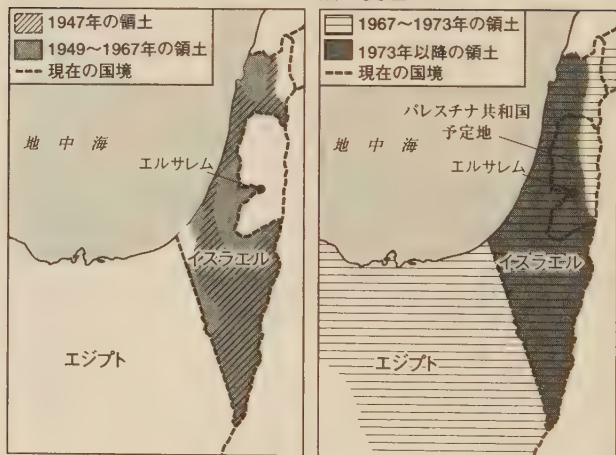 1947年の領土
1949〜1967年の領土
現在の国境
地中海
エルサレム
イスラエル
エジプト
1967〜1973年の領土
1973年以降の領土
現在の国境
パレスチナ共和国
予定地
地中海
エルサレム
イスラエル
エジプト